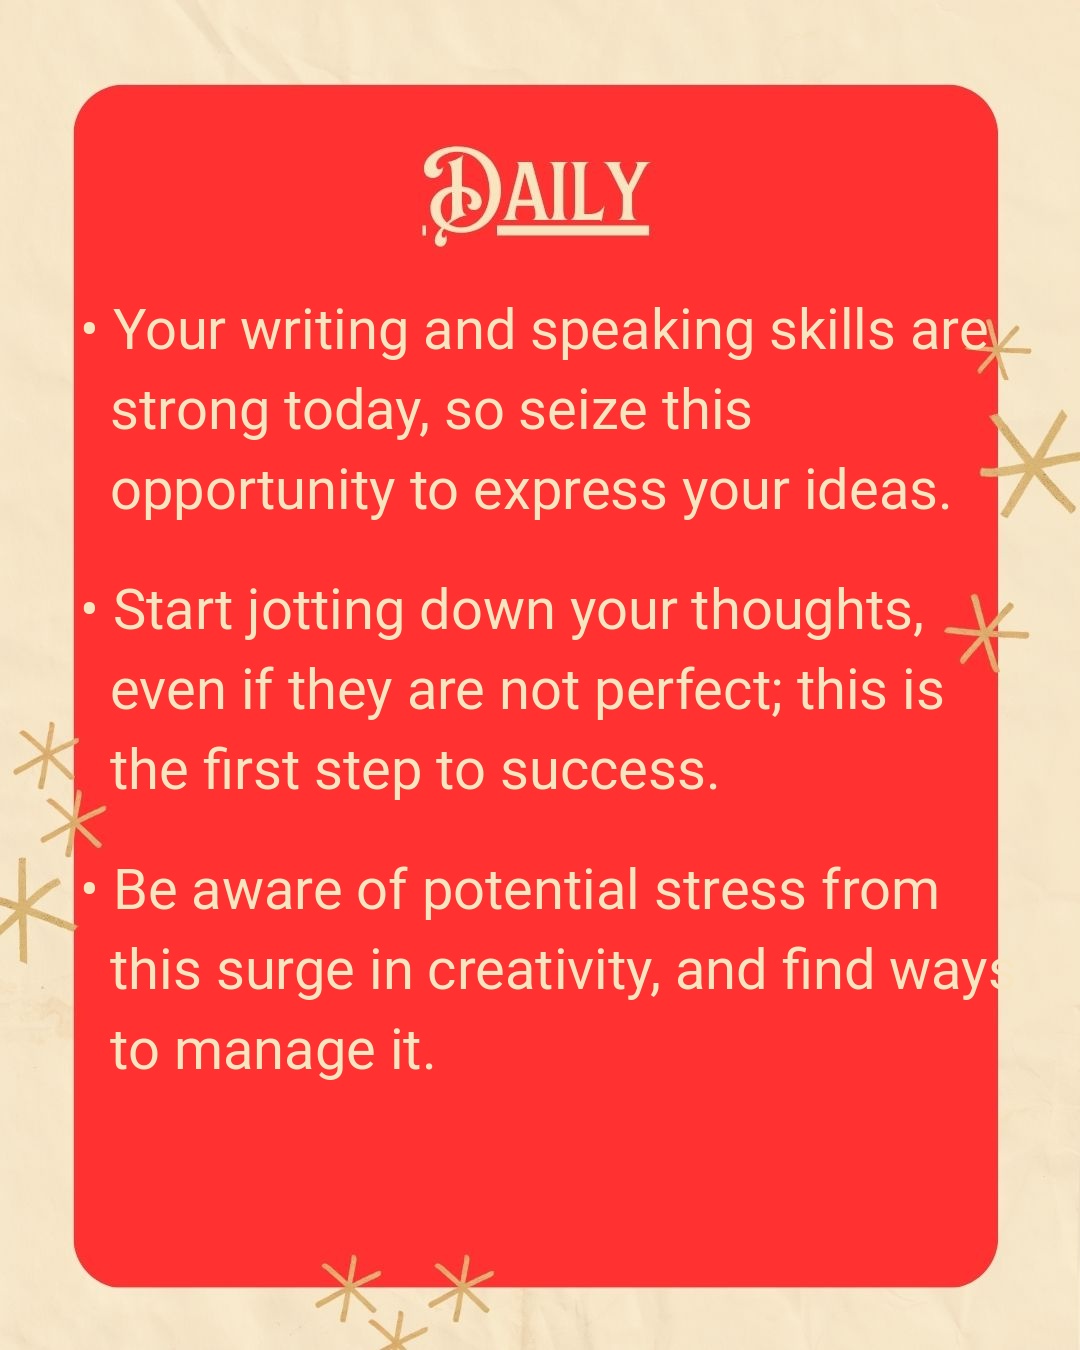 Daily
• Your writing and speaking skills are
strong today, so seize this
opportunity to express your ideas.
• Start jotting down your thoughts,
even if they are not perfect; this is
the first step to success.
• Be aware of potential stress from
this surge in creativity, and find ways
to manage it.